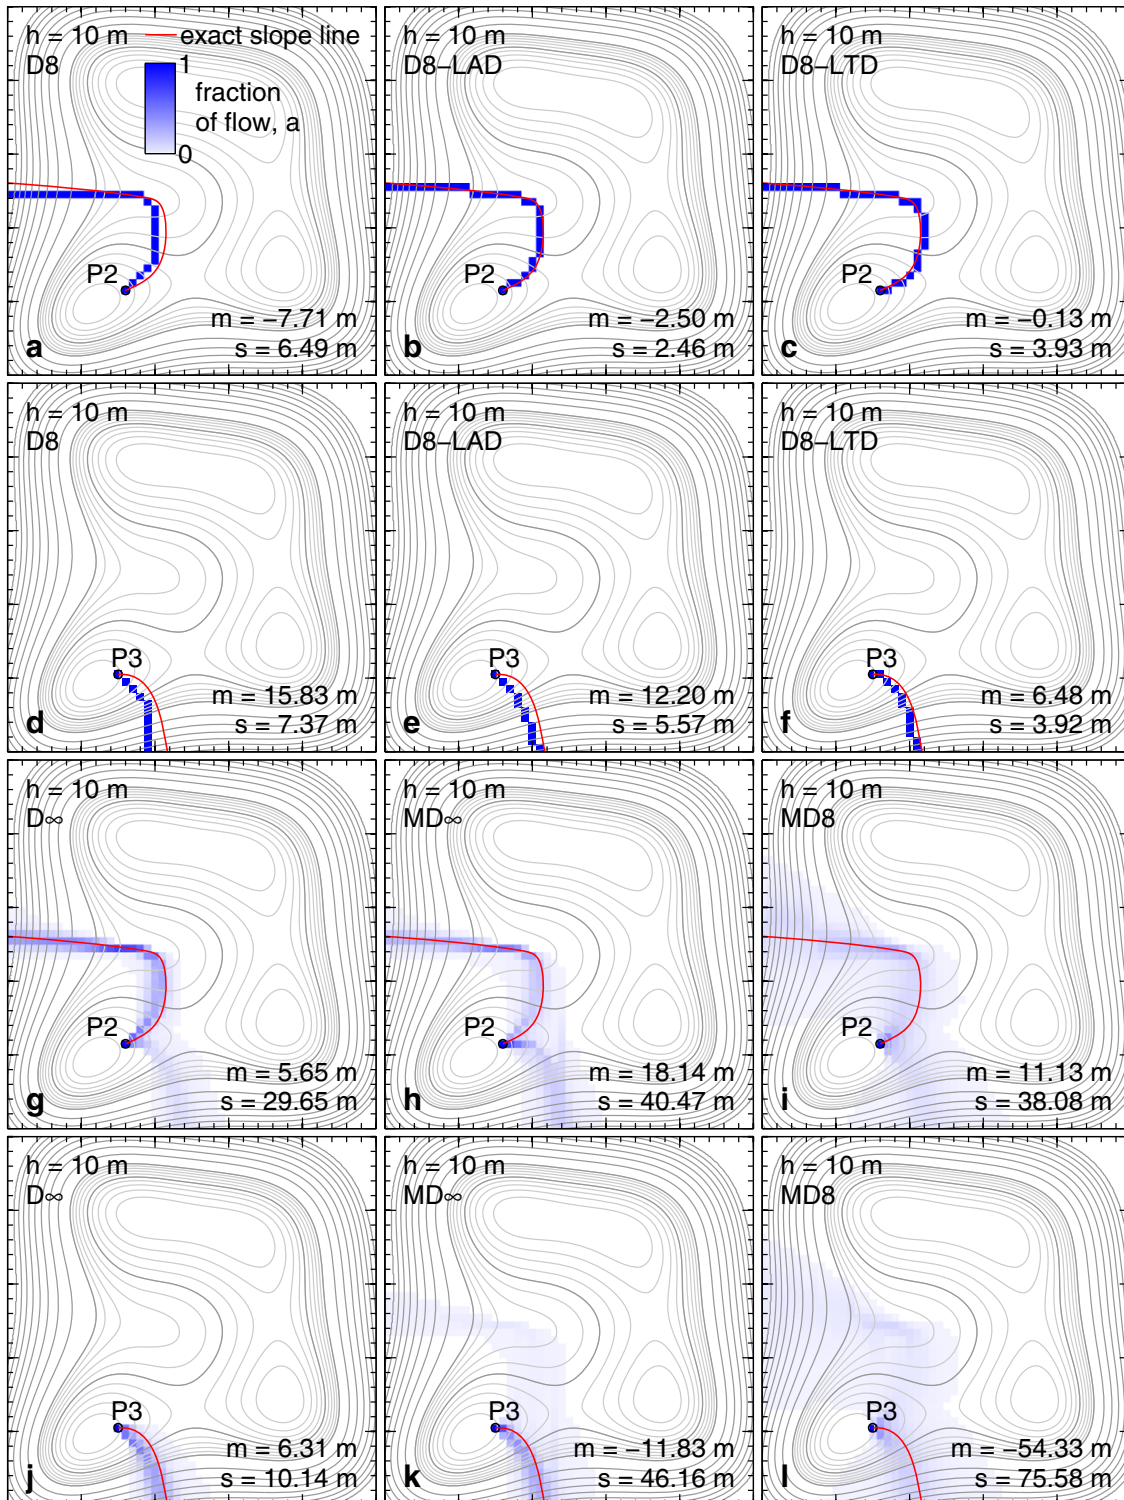 h = 10 m
exact slope line
D8
1
fraction
of flow, a
0
P2
m = −7.71 m
a
s = 6.49 m
h = 10 m
D8−LAD
P2
m = −2.50 m
b
s = 2.46 m
h = 10 m
D8−LTD
P2
m = −0.13 m
c
s = 3.93 m
h = 10 m
D8
P3
m = 15.83 m
d
s = 7.37 m
h = 10 m
D8−LAD
P3
m = 12.20 m
e
s = 5.57 m
h = 10 m
D8−LTD
P3
m = 6.48 m
f
s = 3.92 m
h = 10 m
D∞
P2
m = 5.65 m
g
s = 29.65 m
h = 10 m
MD∞
P2
m = 18.14 m
h
s = 40.47 m
h = 10 m
MD8
P2
m = 11.13 m
i
s = 38.08 m
h = 10 m
D∞
P3
m = 6.31 m
j
s = 10.14 m
h = 10 m
MD∞
P3
m = −11.83 m
k
s = 46.16 m
h = 10 m
MD8
P3
m = −54.33 m
l
s = 75.58 m